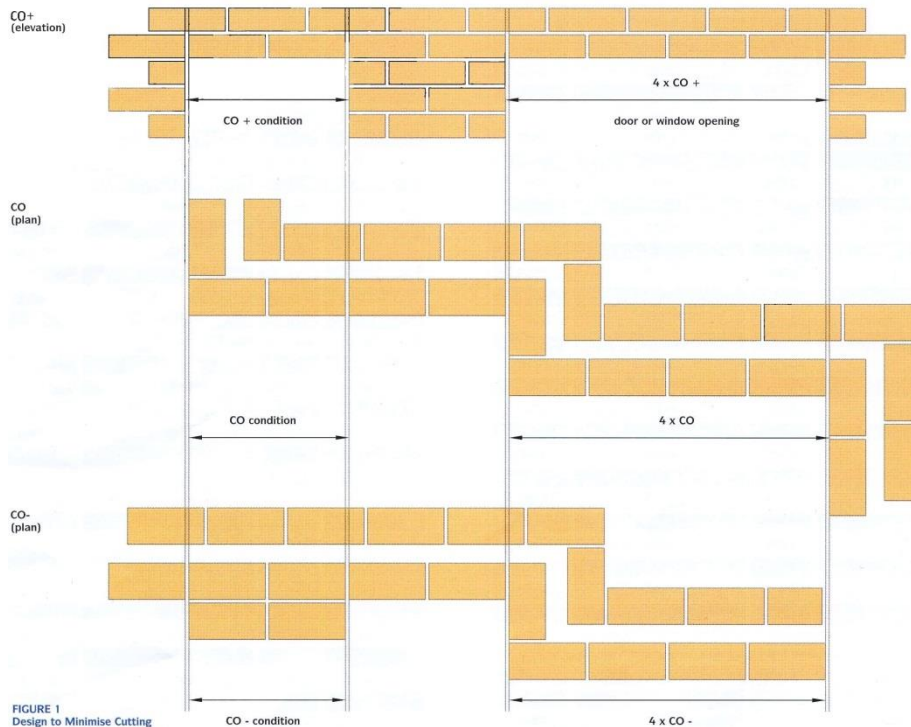 CO+
(elevation)
4 x CO +
CO + condition
door or window opening
CO
(plan)
CO condition
4 x CO
CO-
(plan)
FIGURE 1
Design to Minimise Cutting
CO - condition
4 x CO -